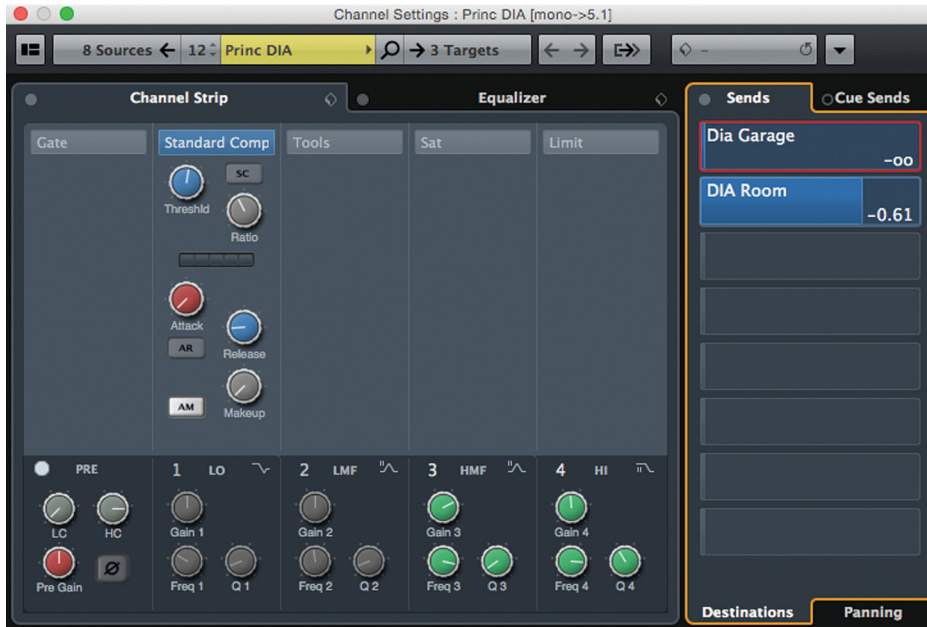 Channel Settings : Princ DIA [mono->5.1]
8 Sources ← 12 Princ DIA → 3 Targets ← → –
Channel Strip Equalizer Sends Cue Sends
Gate Standard Comp Tools Sat Limit
Dia Garage
-oo
DIA Room
-0.61
SC
Threshld
Ratio
Attack
AR
Release
AM
Makeup
PRE 1 LO 2 LMF 3 HMF 4 HI
LC HC Gain 1 Gain 2 Gain 3 Gain 4
Pre Gain Ø Freq 1 Q 1 Freq 2 Q 2 Freq 3 Q 3 Freq 4 Q 4
Destinations Panning